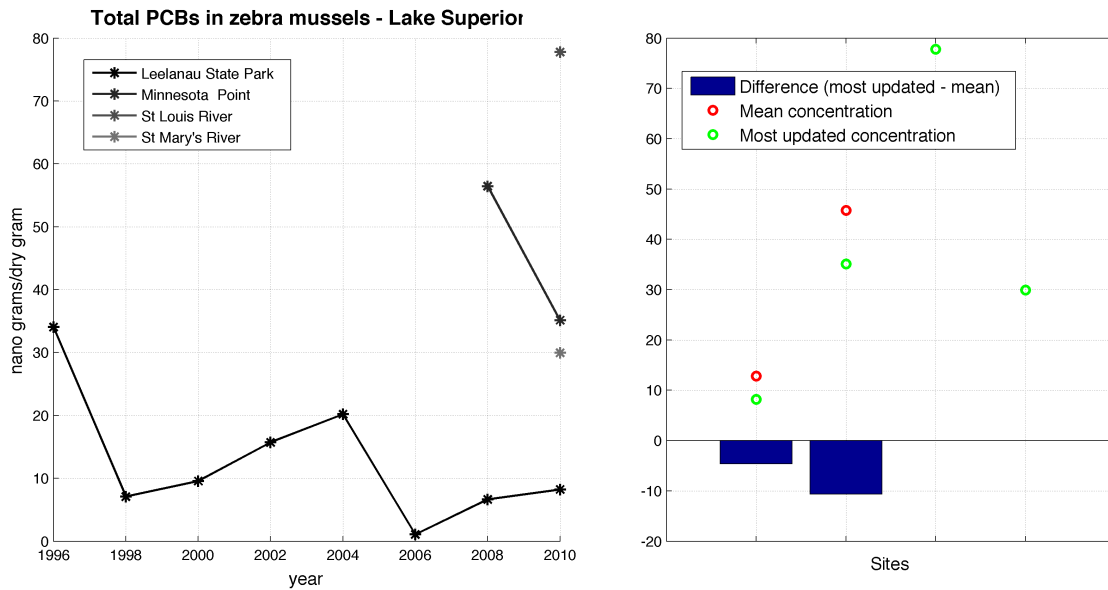 Total PCBs in zebra mussels - Lake Superior
nano grams/dry gram
80
70
60
50
40
30
20
10
0
Leelanau State Park
Minnesota Point
St Louis River
St Mary's River
1996 1998 2000 2002 2004 2006 2008 2010
year
80
70
60
50
40
30
20
10
0
-10
-20
Difference (most updated - mean)
Mean concentration
Most updated concentration
Sites